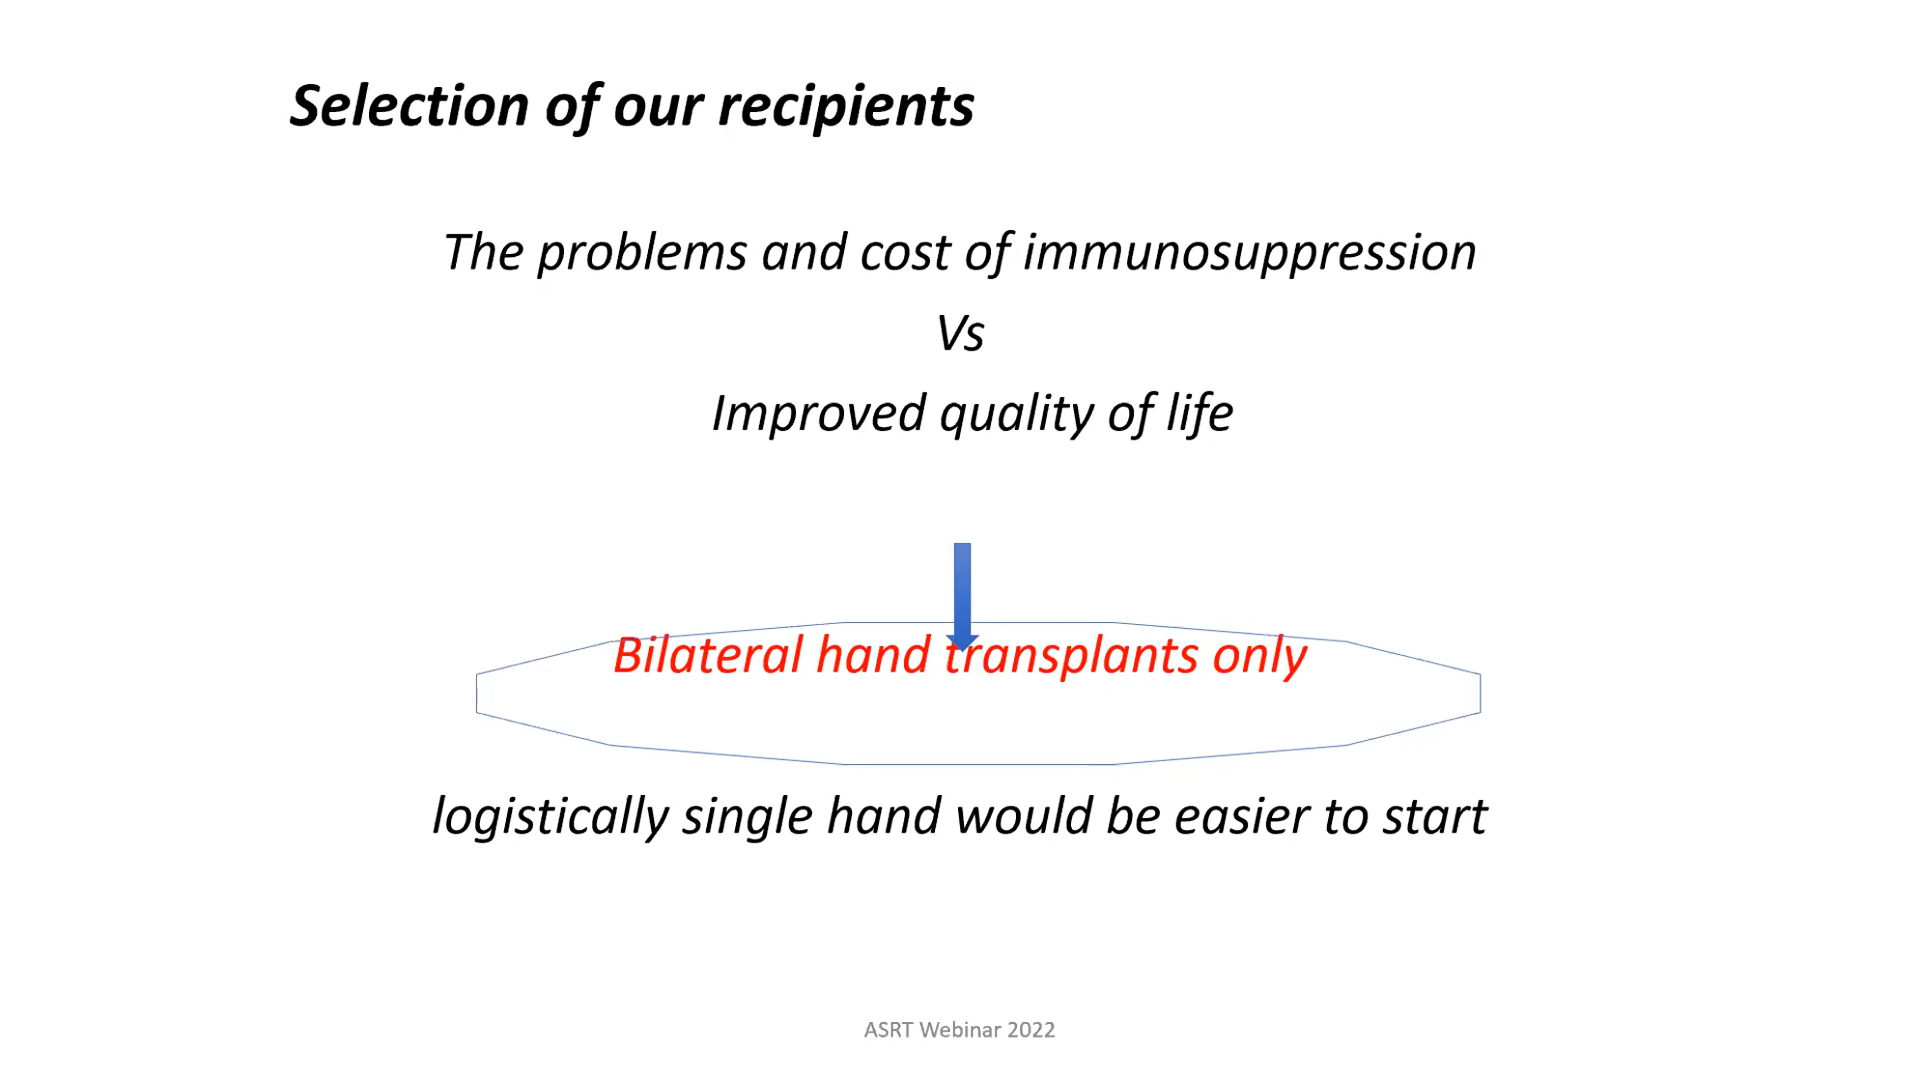 Selection of our recipients
The problems and cost of immunosuppression
Vs
Improved quality of life
Bilateral hand transplants only
logistically single hand would be easier to start
ASRT Webinar 2022